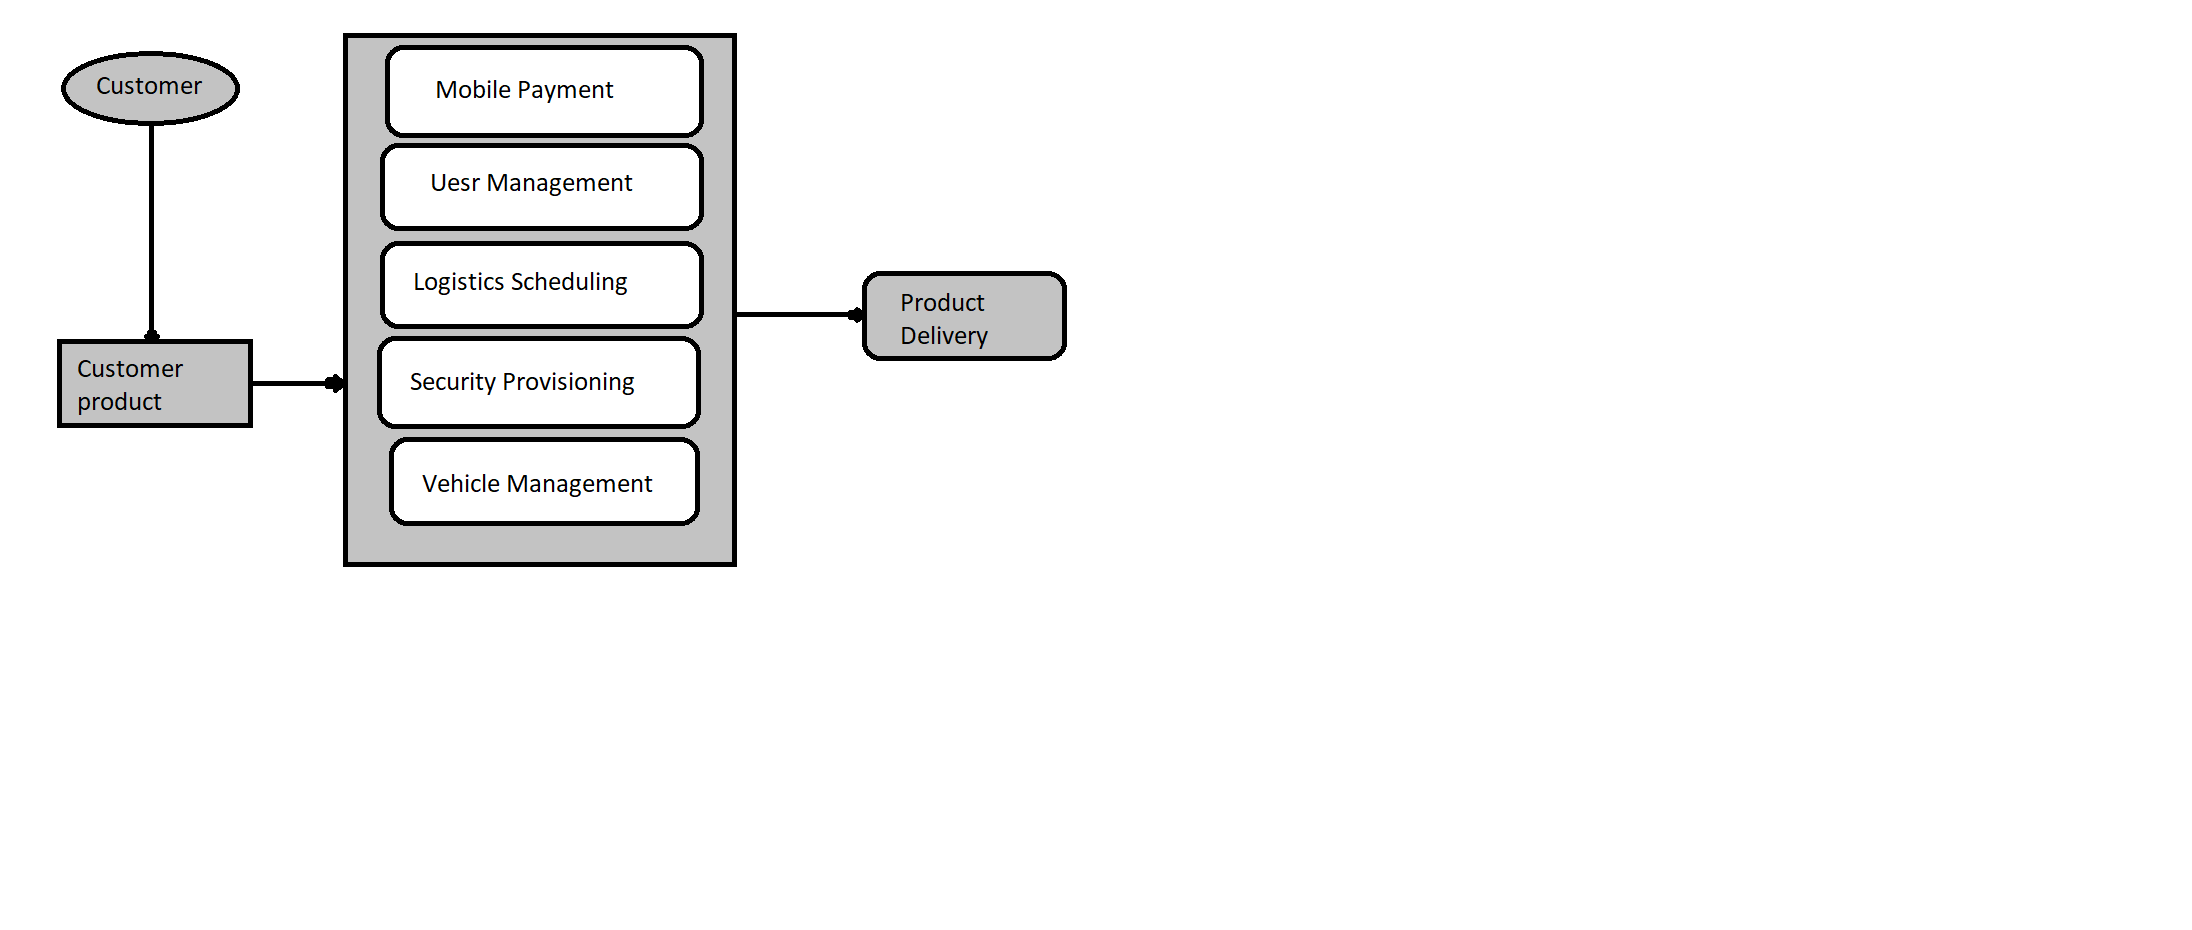 Customer
Mobile Payment
Uesr Management
Logistics Scheduling
Security Provisioning
Vehicle Management
Customer
product
Product
Delivery